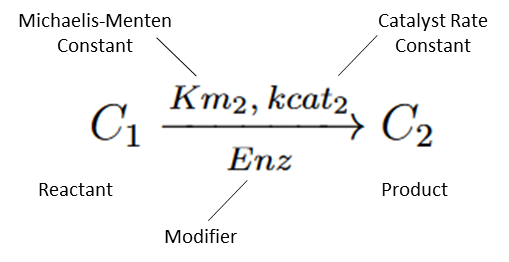 Michaelis-Menten
Constant
Catalyst Rate
Constant
Km₂, kcat₂
C₁ C₂
Enz
Reactant
Product
Modifier